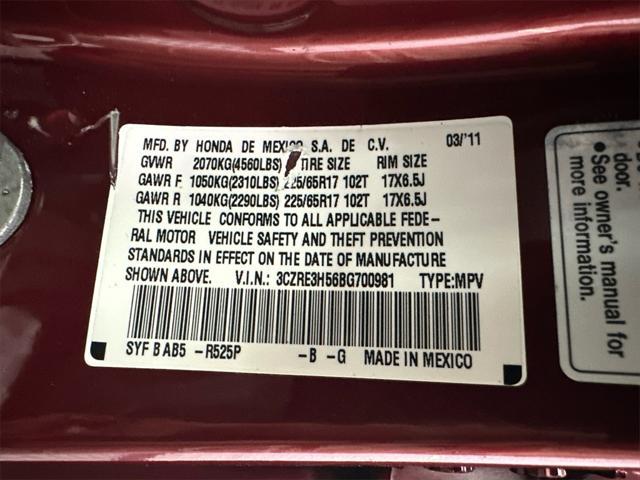 MFD. BY HONDA DE MEXICO S.A. DE C.V. 03/'11
GVWR 2070KG(4560LBS) TIRE SIZE RIM SIZE
GAWR F 1050KG(2310LBS) 225/65R17 102T 17X6.5J
GAWR R 1040KG(2290LBS) 225/65R17 102T 17X6.5J
THIS VEHICLE CONFORMS TO ALL APPLICABLE FEDE-
RAL MOTOR VEHICLE SAFETY AND THEFT PREVENTION
STANDARDS IN EFFECT ON THE DATE OF MANUFACTURE
SHOWN ABOVE. V.I.N.: 3CZRE3H56BG700981 TYPE:MPV
SYF B AB5 -R525P -B -G MADE IN MEXICO
door.
• See owner's manual for
more information.